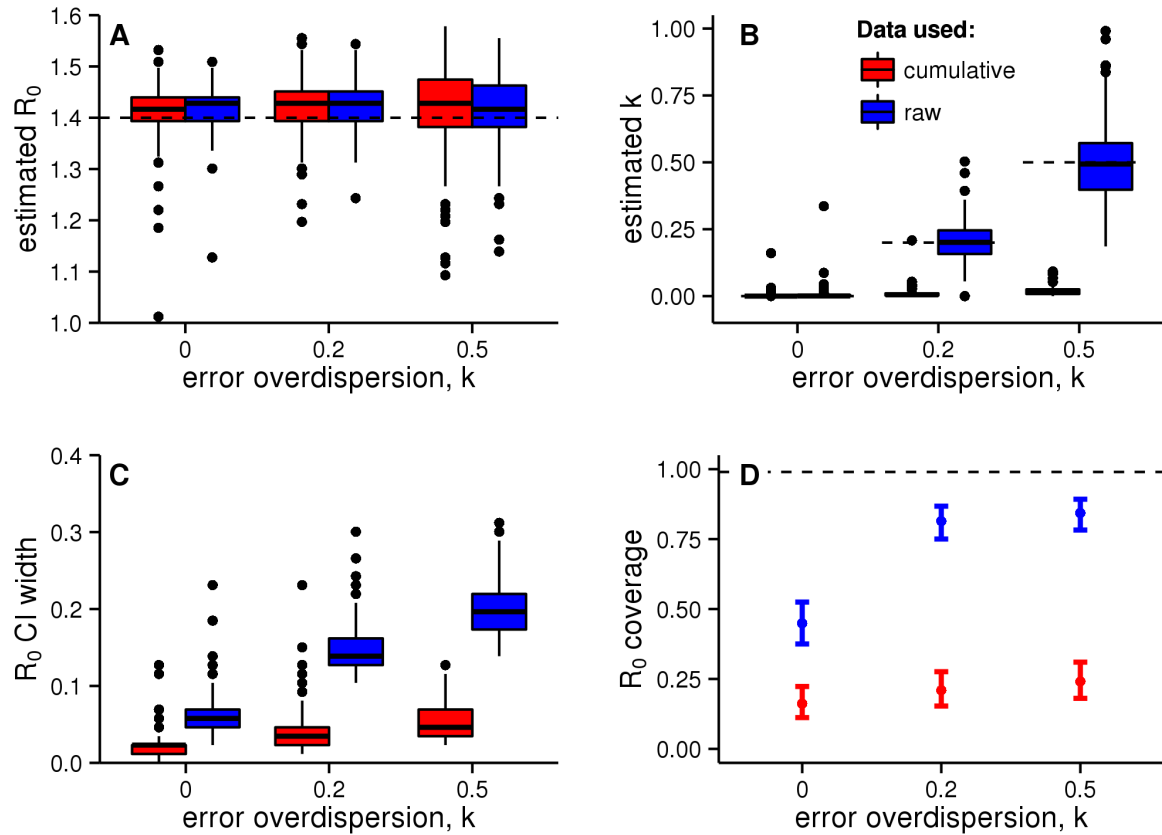 A
estimated R0
1.6
1.5
1.4
1.3
1.2
1.1
1.0
0
0.2
0.5
error overdispersion, k
B
Data used:
cumulative
raw
estimated k
1.00
0.75
0.50
0.25
0.00
0
0.2
0.5
error overdispersion, k
C
R0 CI width
0.4
0.3
0.2
0.1
0.0
0
0.2
0.5
error overdispersion, k
D
R0 coverage
1.00
0.75
0.50
0.25
0.00
0
0.2
0.5
error overdispersion, k